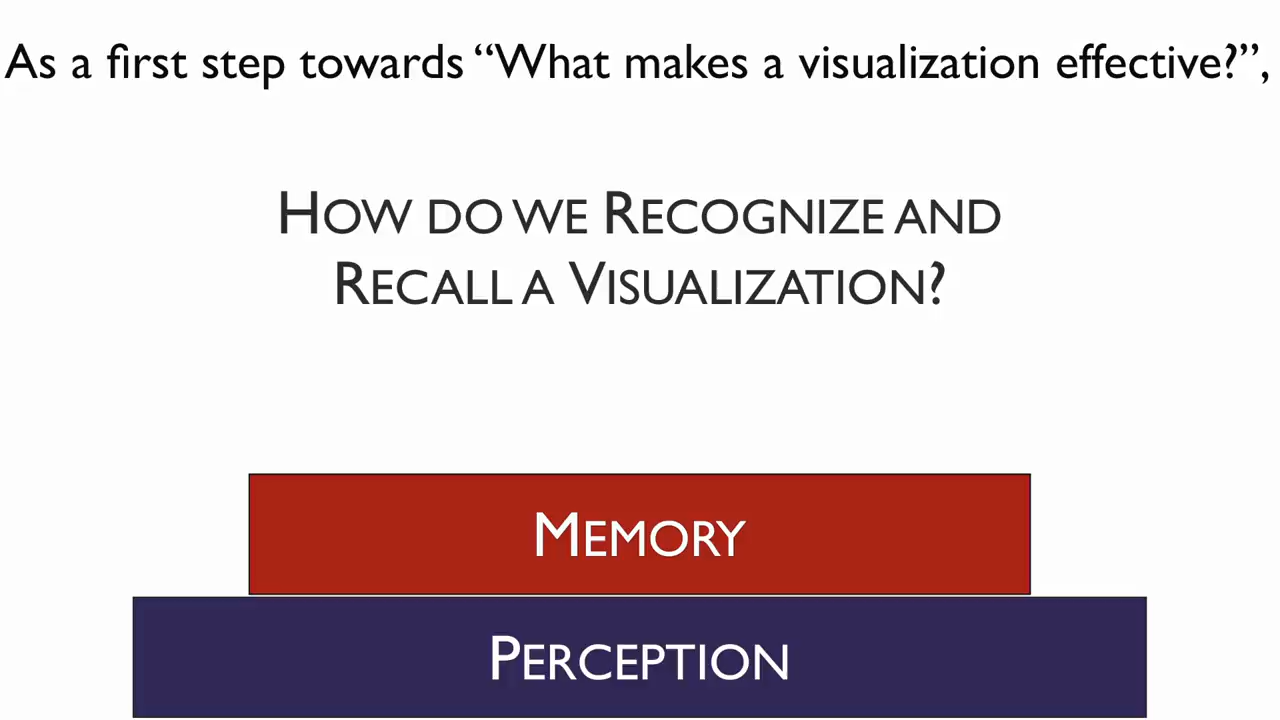 As a first step towards “What makes a visualization effective?”,
How do we Recognize and
Recall a Visualization?
Memory
Perception